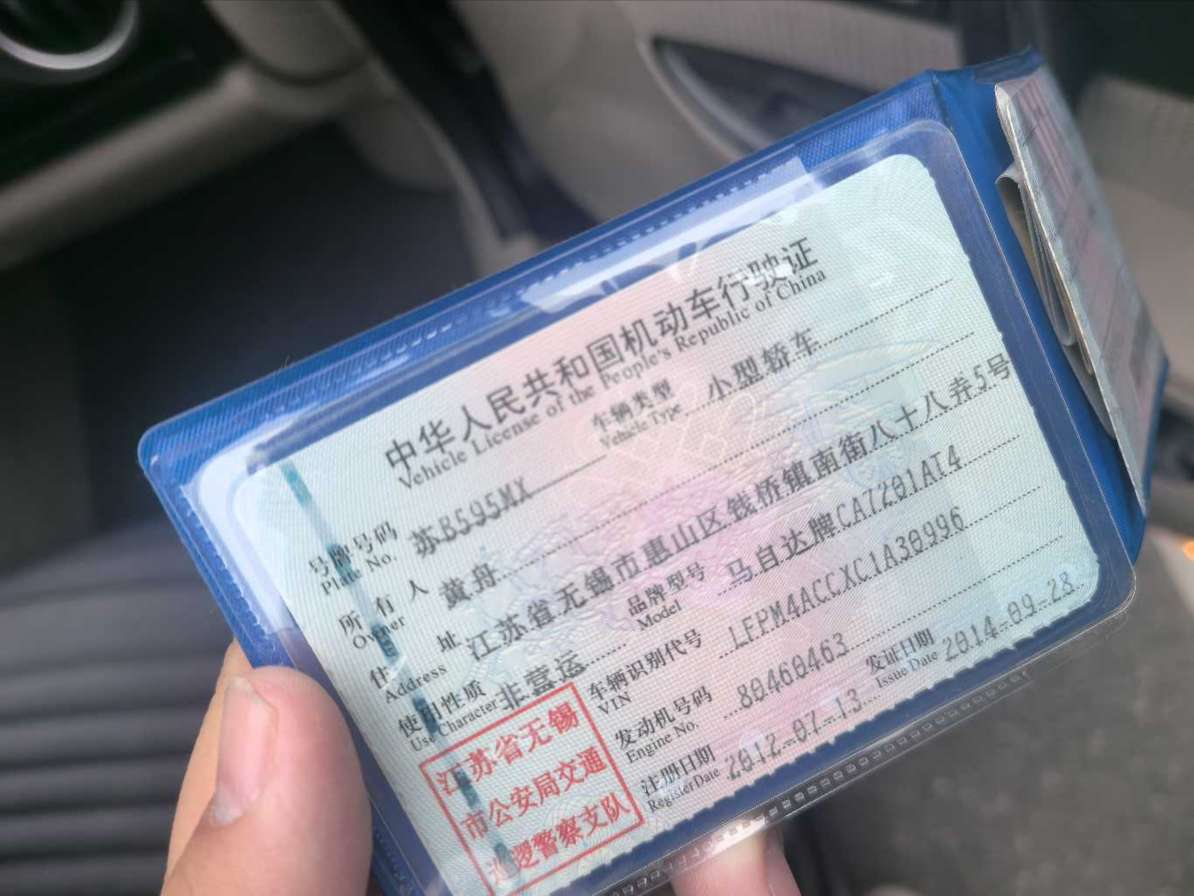 中华人民共和国机动车行驶证
Vehicle License of the People's Republic of China
号牌号码 苏B595MX 车辆类型 小型轿车
Plate No. Vehicle Type
所有人 黄舟
Owner
住址 江苏省无锡市惠山区钱桥镇南街八十八弄5号
Address
使用性质 非营运 品牌型号 马自达牌CA7201AT4
Use Character Model
车辆识别代号 LFPM4ACCXC1A30996
VIN
发动机号码 80460463
Engine No.
注册日期 2012-07-13 发证日期 2014-09-28
Register Date Issue Date
江苏省无锡
市公安局交通
巡逻警察支队